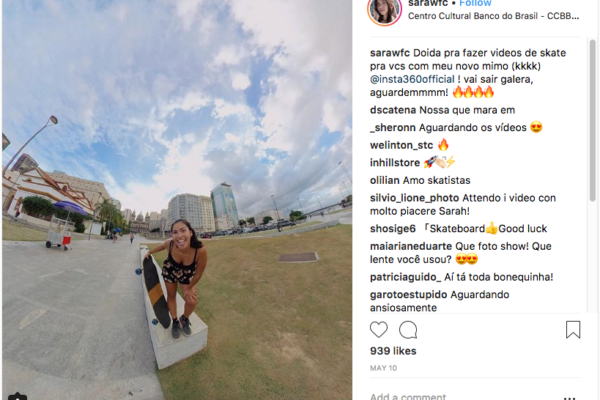 sarawfc • Follow
Centro Cultural Banco do Brasil - CCBB...
sarawfc Doida pra fazer videos de skate
pra vcs com meu novo mimo (kkkk)
@insta360official ! vai sair galera,
aguardemmmm! 🔥🔥🔥🔥
dscatena Nossa que mara em
_sheronn Aguardando os vídeos 😍
welinton_stc 🔥
inhillstore 🚀👏⚡
olilian Amo skatistas
silvio_lione_photo Attendo i video con
molto piacere Sarah!
shosige6 「Skateboard👍Good luck
maiarianeduarte Que foto show! Que
lente você usou? 😍😍
patriciaguido_ Aí tá toda bonequinha!
garotoestupido Aguardando
ansiosamente
939 likes
MAY 10
Add a comment...